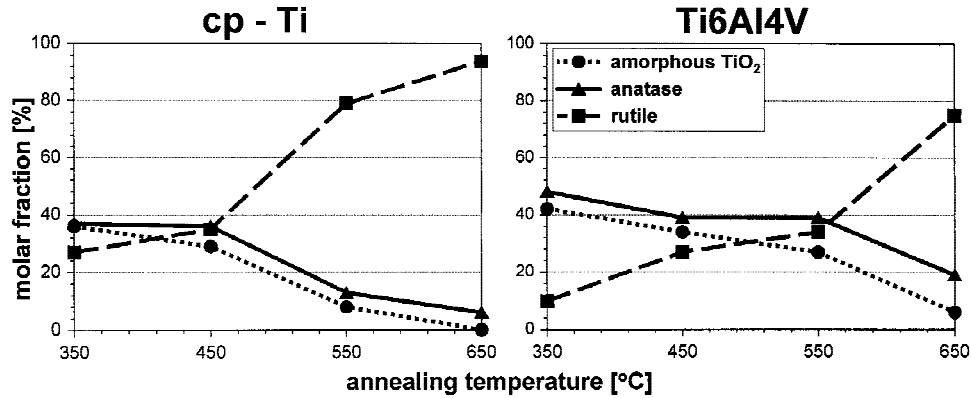 cp - Ti
Ti6Al4V
molar fraction [%]
100
80
60
40
20
0
350
450
550
650
100
80
60
40
20
0
350
450
550
650
amorphous TiO₂
anatase
rutile
annealing temperature [°C]